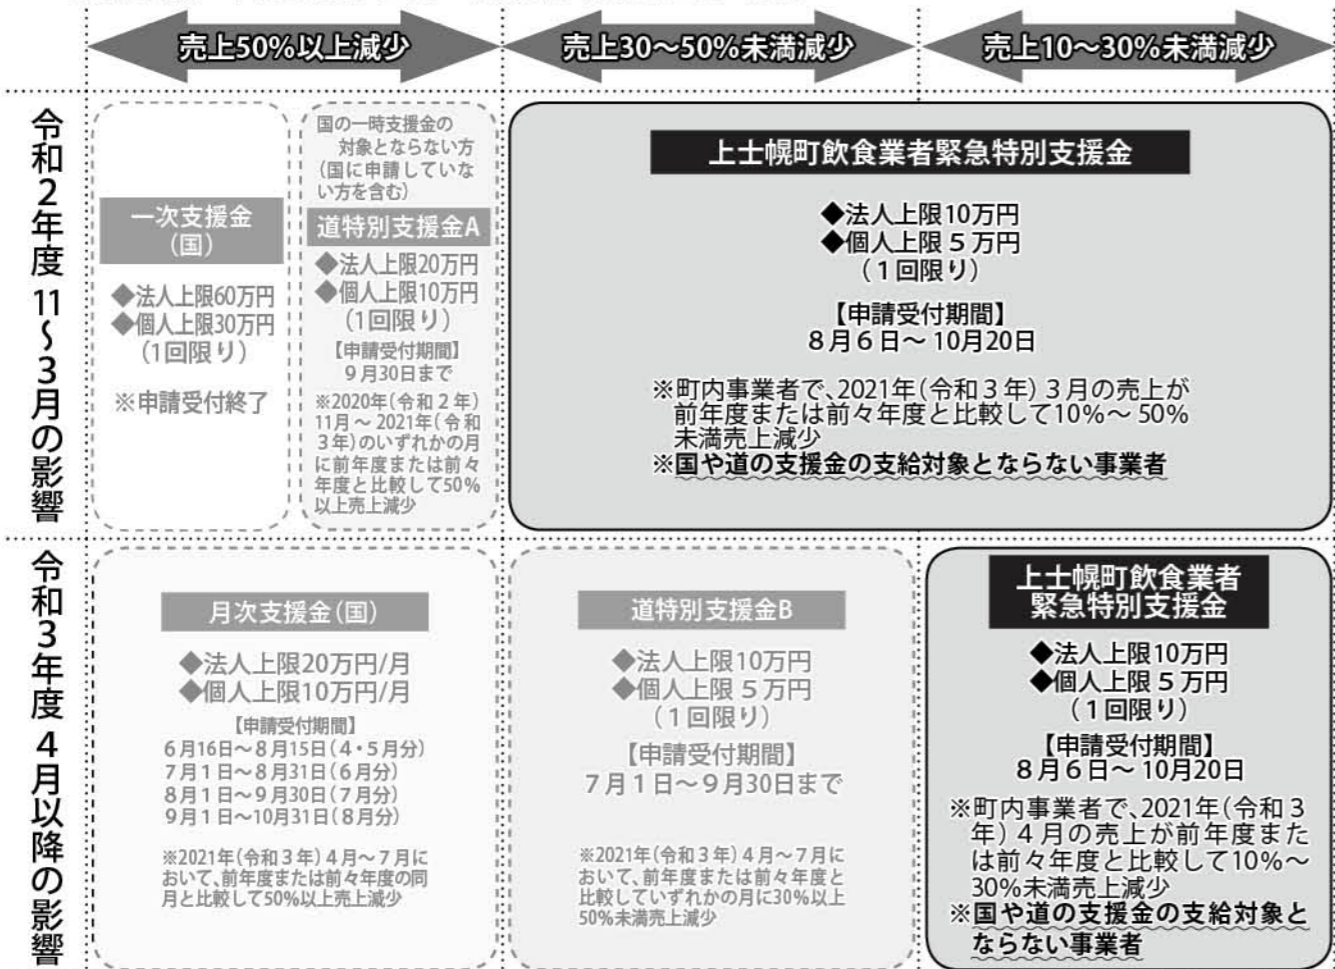 売上50%以上減少
売上30〜50%未満減少
売上10〜30%未満減少
令和2年度 11〜3月の影響
一次支援金
(国)
◆法人上限60万円
◆個人上限30万円
(1回限り)
※申請受付終了
国の一時支援金の
対象とならない方
(国に申請していな
い方を含む)
道特別支援金A
◆法人上限20万円
◆個人上限10万円
(1回限り)
【申請受付期間】
9月30日まで
※2020年(令和2年)
11月〜2021年(令和
3年)のいずれかの月
に前年度または前々
年度と比較して50%
以上売上減少
上士幌町飲食業者緊急特別支援金
◆法人上限10万円
◆個人上限5万円
(1回限り)
【申請受付期間】
8月6日〜10月20日
※町内事業者で、2021年(令和3年)3月の売上が
前年度または前々年度と比較して10%〜50%
未満売上減少
※国や道の支援金の支給対象とならない事業者
令和3年度 4月以降の影響
月次支援金(国)
◆法人上限20万円/月
◆個人上限10万円/月
【申請受付期間】
6月16日〜8月15日(4・5月分)
7月1日〜8月31日(6月分)
8月1日〜9月30日(7月分)
9月1日〜10月31日(8月分)
※2021年(令和3年)4月〜7月に
おいて、前年度または前々年度の同
月と比較して50%以上売上減少
道特別支援金B
◆法人上限10万円
◆個人上限5万円
(1回限り)
【申請受付期間】
7月1日〜9月30日まで
※2021年(令和3年)4月〜7月に
おいて、前年度または前々年度と
比較していずれかの月に30%以上
50%未満売上減少
上士幌町飲食業者
緊急特別支援金
◆法人上限10万円
◆個人上限5万円
(1回限り)
【申請受付期間】
8月6日〜10月20日
※町内事業者で、2021年(令和3
年)4月の売上が前年度また
は前々年度と比較して10%〜
30%未満売上減少
※国や道の支援金の支給対象と
ならない事業者